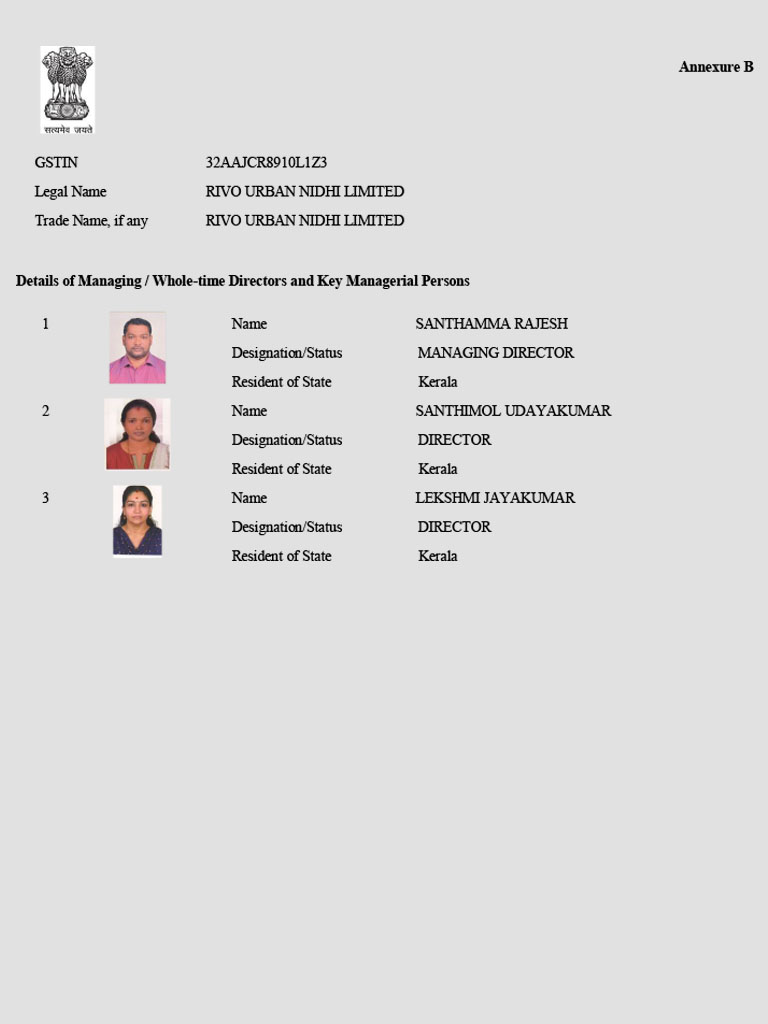 Annexure B
सत्यमेव जयते
GSTIN 32AAJCR8910L1Z3
Legal Name RIVO URBAN NIDHI LIMITED
Trade Name, if any RIVO URBAN NIDHI LIMITED
Details of Managing / Whole-time Directors and Key Managerial Persons
1 Name SANTHAMMA RAJESH
Designation/Status MANAGING DIRECTOR
Resident of State Kerala
2 Name SANTHIMOL UDAYAKUMAR
Designation/Status DIRECTOR
Resident of State Kerala
3 Name LEKSHMI JAYAKUMAR
Designation/Status DIRECTOR
Resident of State Kerala